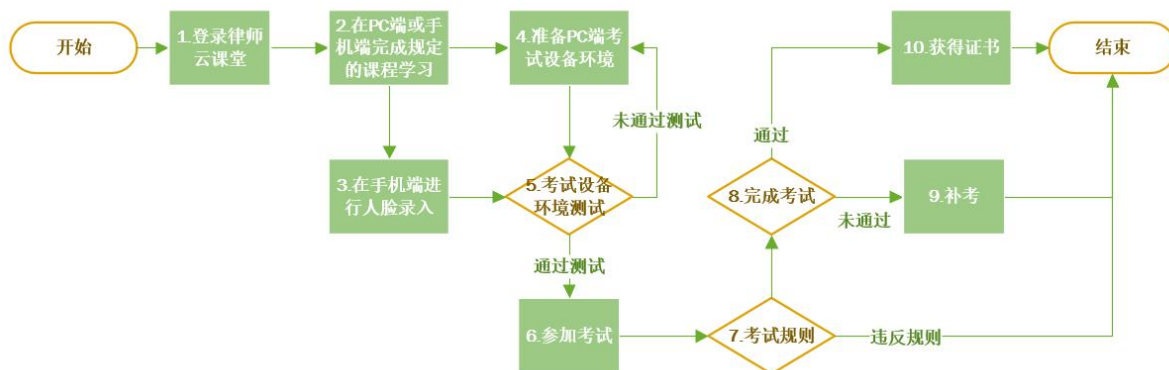 开始
1.登录律师
云课堂
2.在PC端或手
机端完成规定
的课程学习
4.准备PC端考
试设备环境
10.获得证书
结束
未通过测试
通过
3.在手机端进
行人脸录入
5.考试设备
环境测试
8.完成考试
9.补考
未通过
通过测试
6.参加考试
7.考试规则
违反规则